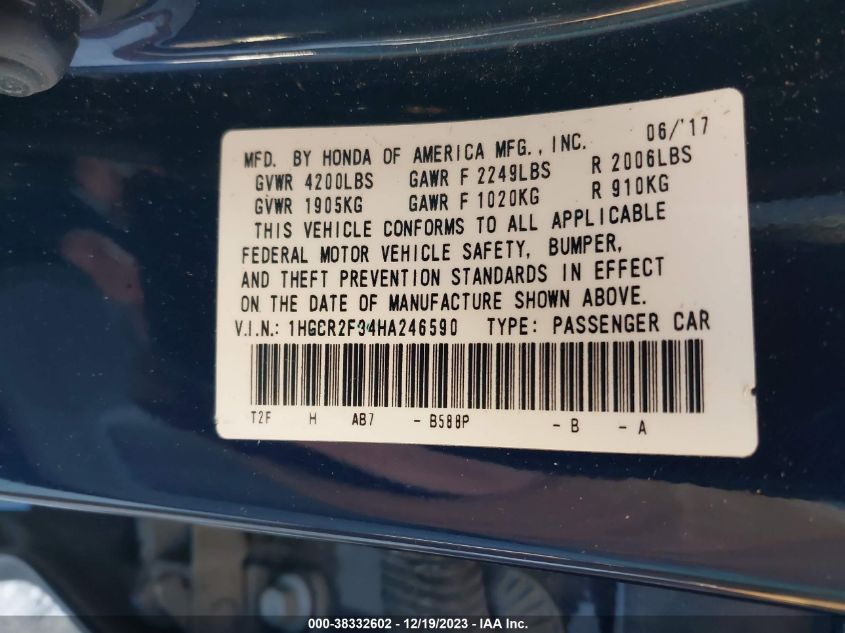 06/'17
MFD. BY HONDA OF AMERICA MFG., INC.
GVWR 4200LBS GAWR F 2249LBS R 2006LBS
GVWR 1905KG GAWR F 1020KG R 910KG
THIS VEHICLE CONFORMS TO ALL APPLICABLE
FEDERAL MOTOR VEHICLE SAFETY, BUMPER,
AND THEFT PREVENTION STANDARDS IN EFFECT
ON THE DATE OF MANUFACTURE SHOWN ABOVE.
V.I.N.: 1HGCR2F34HA246590 TYPE: PASSENGER CAR
T2F H AB7 - B588P - B - A
000-38332602 - 12/19/2023 - IAA Inc.